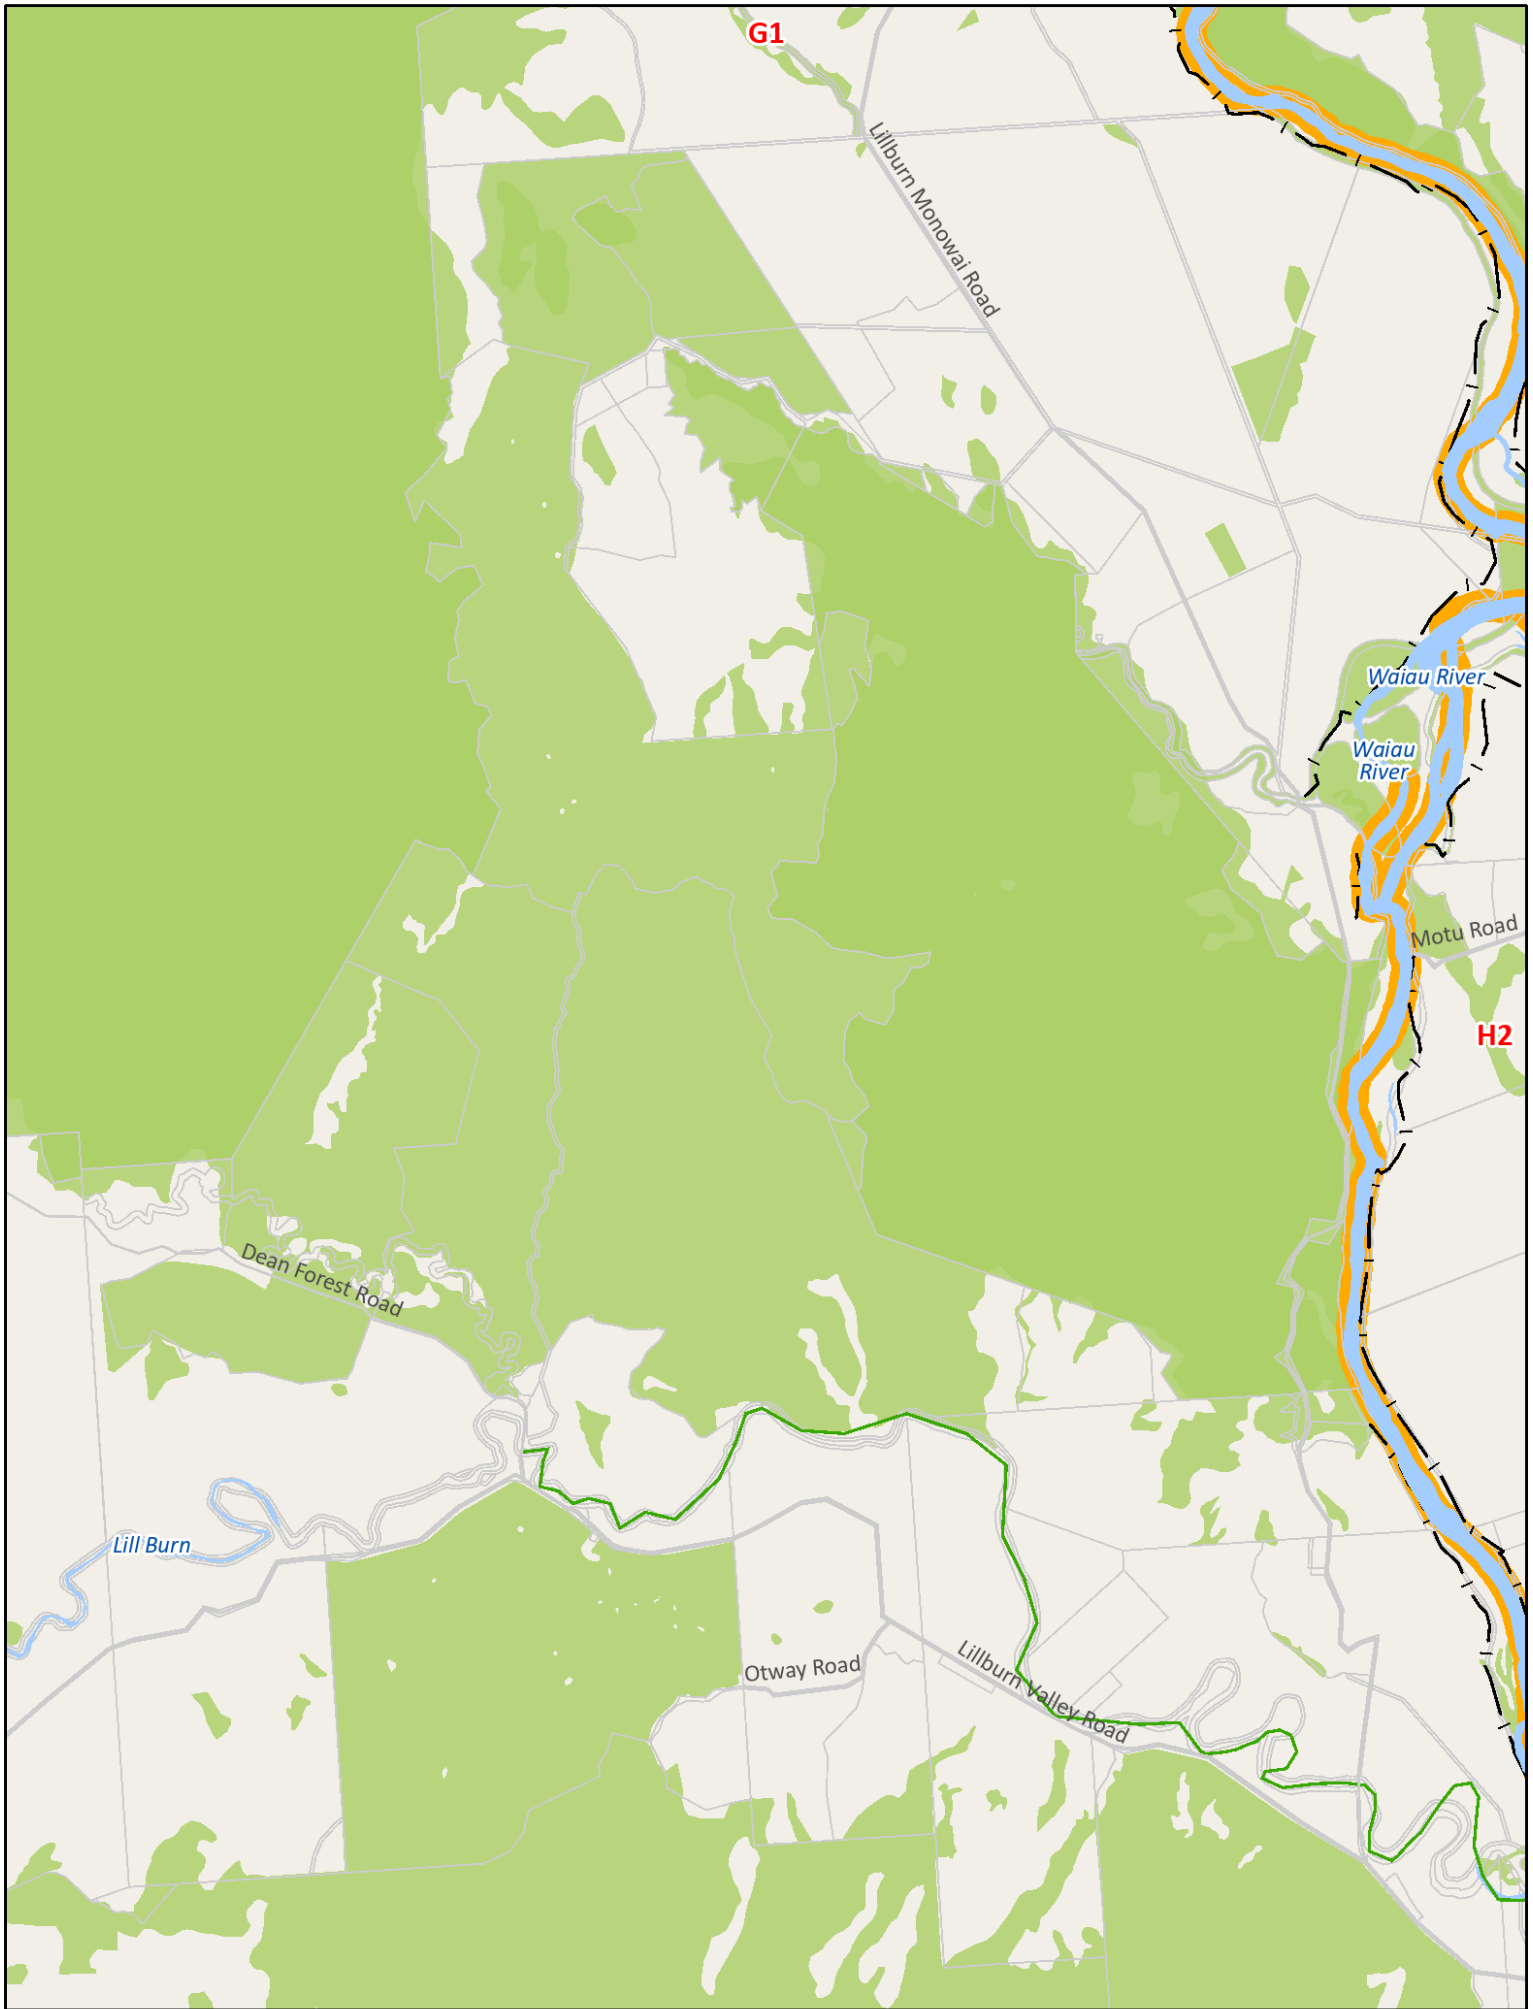 G1
Lillburn Monowai Road
Waiau River
Waiau
River
Motu Road
H2
Dean Forest Road
Lill Burn
Otway Road
Lillburn Valley Road